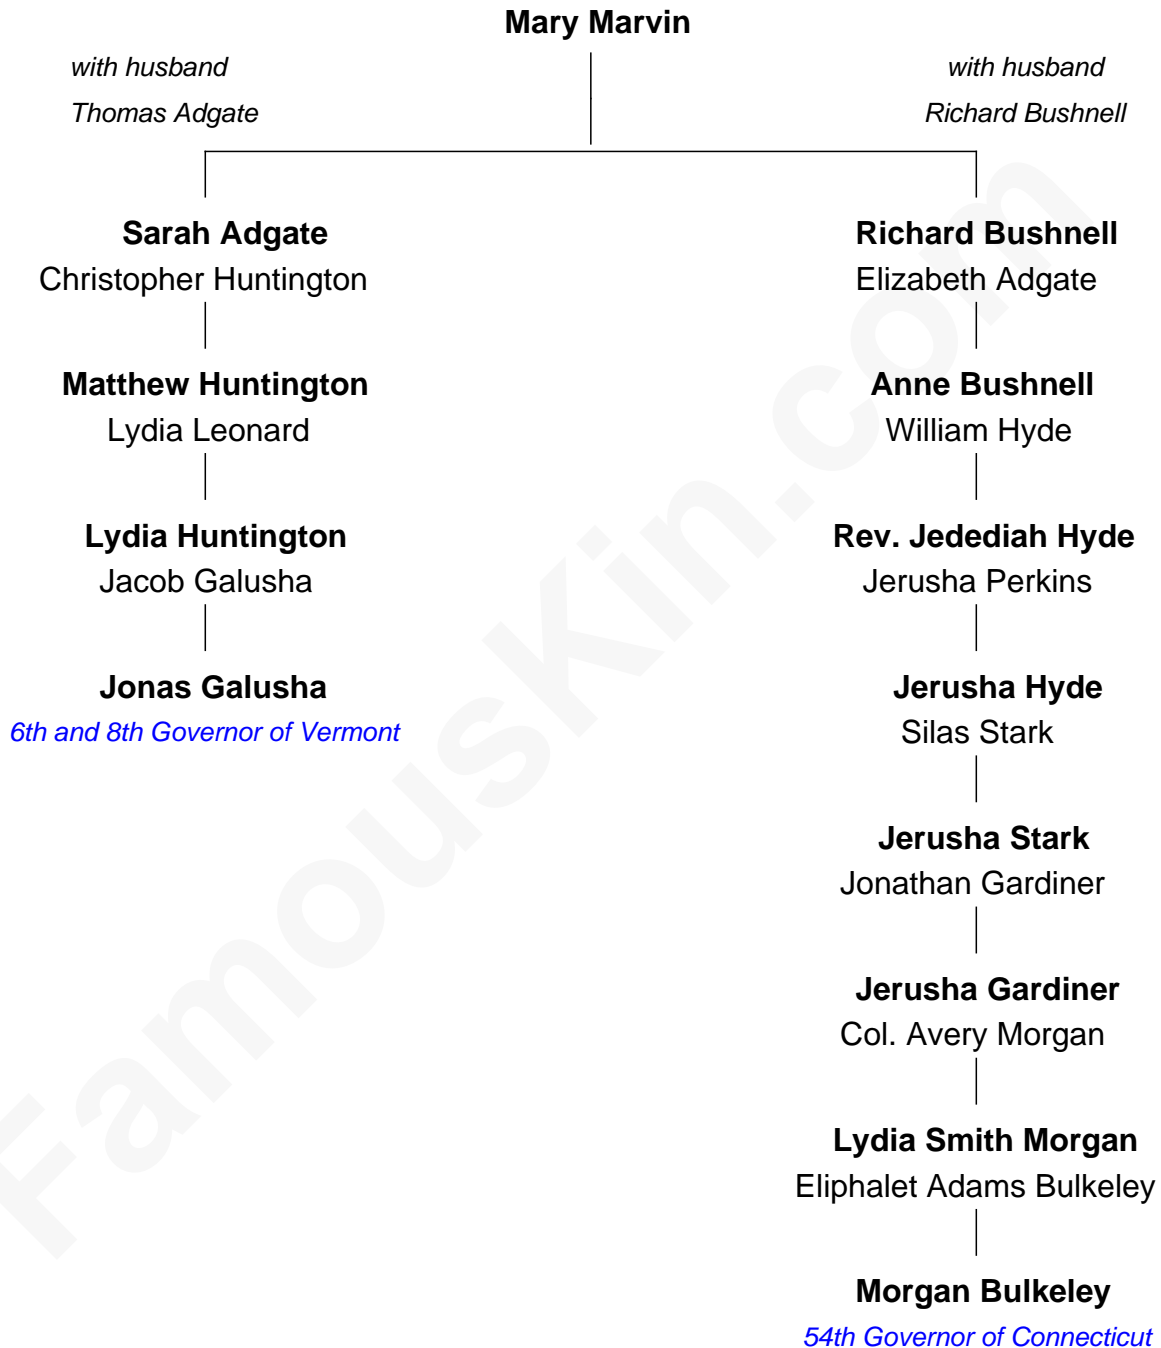 Mary Marvin
with husband
Thomas Adgate
with husband
Richard Bushnell
Sarah Adgate
Christopher Huntington
Matthew Huntington
Lydia Leonard
Lydia Huntington
Jacob Galusha
Jonas Galusha
6th and 8th Governor of Vermont
Richard Bushnell
Elizabeth Adgate
Anne Bushnell
William Hyde
Rev. Jedediah Hyde
Jerusha Perkins
Jerusha Hyde
Silas Stark
Jerusha Stark
Jonathan Gardiner
Jerusha Gardiner
Col. Avery Morgan
Lydia Smith Morgan
Eliphalet Adams Bulkeley
Morgan Bulkeley
54th Governor of Connecticut
FamousKin.com